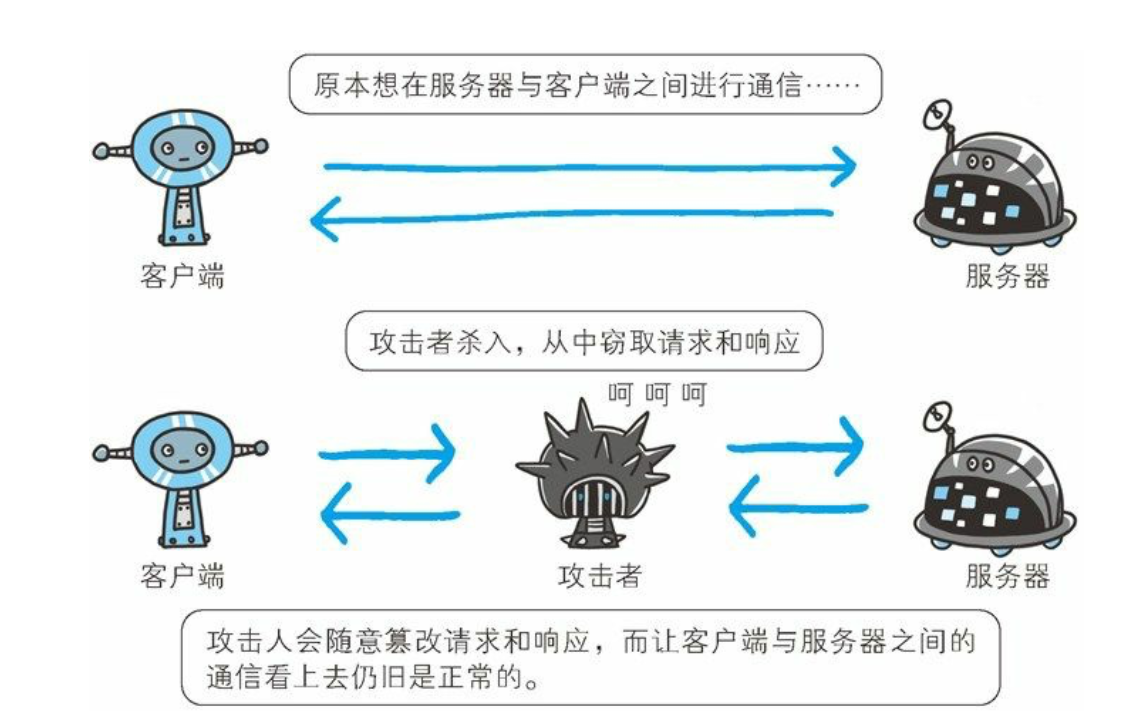 原本想在服务器与客户端之间进行通信……
客户端
服务器
攻击者杀入，从中窃取请求和响应
呵 呵 呵
客户端
攻击者
服务器
攻击人会随意篡改请求和响应，而让客户端与服务器之间的
通信看上去仍旧是正常的。